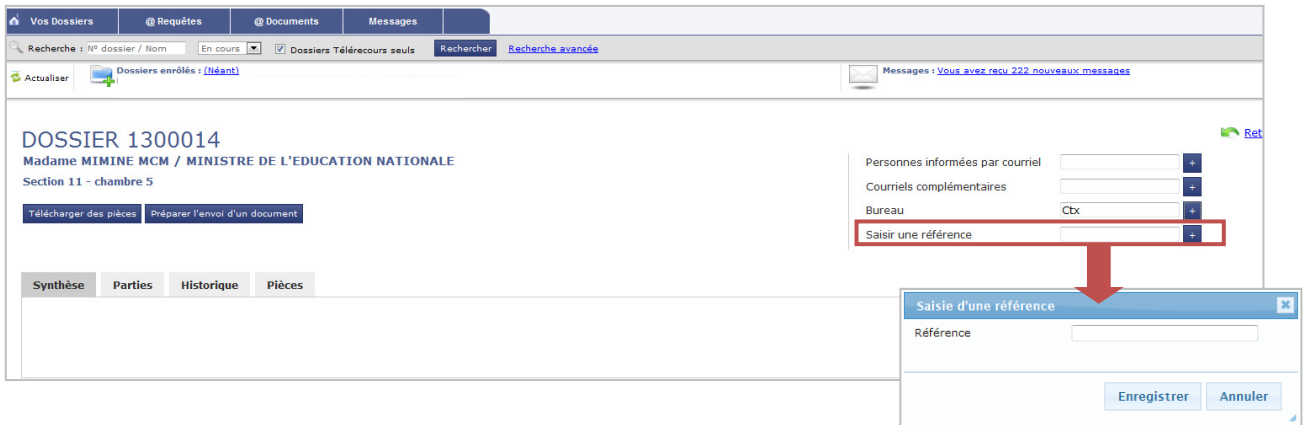 Vos Dossiers @ Requêtes @ Documents Messages
Recherche : N° dossier / Nom En cours Dossiers Télérecours seuls Rechercher Recherche avancée
Actualiser Dossiers enrôlés : (Néant) Messages : Vous avez recu 222 nouveaux messages
DOSSIER 1300014 Ret
Madame MIMINE MCM / MINISTRE DE L'EDUCATION NATIONALE
Section 11 - chambre 5
Télécharger des pièces Préparer l'envoi d'un document
Personnes informées par courriel +
Courriels complémentaires +
Bureau Ctx +
Saisir une référence +
Synthèse Parties Historique Pièces
Saisie d'une référence
Référence
Enregistrer Annuler